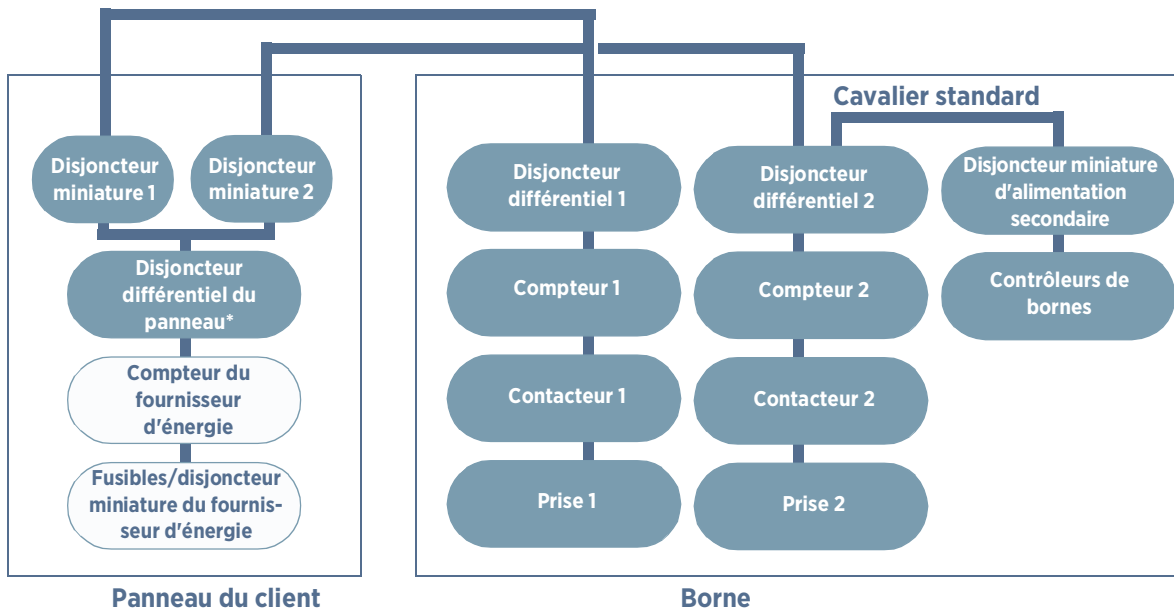 Cavalier standard
Disjoncteur
miniature 1
Disjoncteur
miniature 2
Disjoncteur
différentiel du
panneau*
Compteur du
fournisseur
d'énergie
Fusibles/disjoncteur
miniature du fournis-
seur d'énergie
Panneau du client
Disjoncteur
différentiel 1
Compteur 1
Contacteur 1
Prise 1
Disjoncteur
différentiel 2
Compteur 2
Contacteur 2
Prise 2
Disjoncteur miniature
d'alimentation
secondaire
Contrôleurs de
bornes
Borne